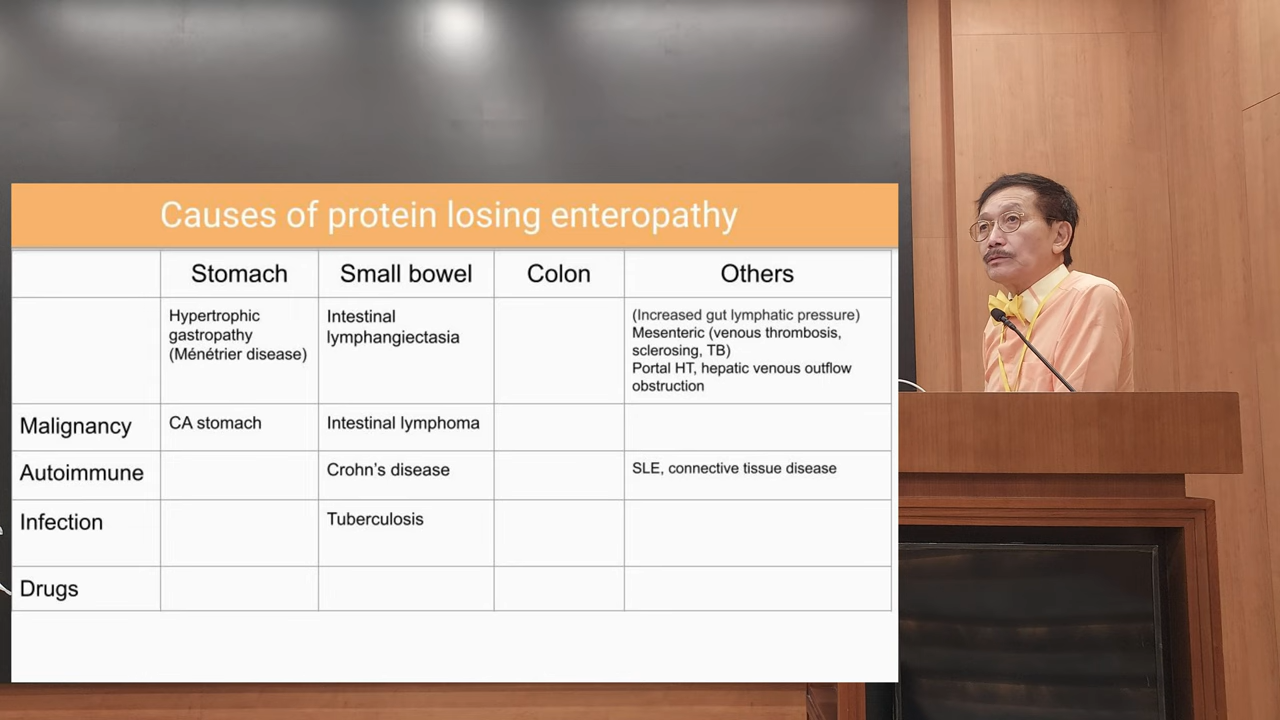 Causes of protein losing enteropathy
Stomach
Small bowel
Colon
Others
Hypertrophic
gastropathy
(Ménétrier disease)
Intestinal
lymphangiectasia
(Increased gut lymphatic pressure)
Mesenteric (venous thrombosis,
sclerosing, TB)
Portal HT, hepatic venous outflow
obstruction
Malignancy
CA stomach
Intestinal lymphoma
Autoimmune
Crohn's disease
SLE, connective tissue disease
Infection
Tuberculosis
Drugs